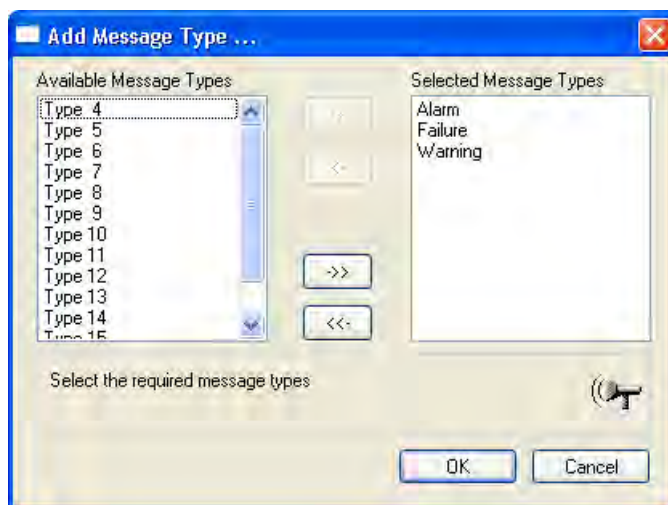 Add Message Type ...
Available Message Types
Selected Message Types
Type 4
Type 5
Type 6
Type 7
Type 8
Type 9
Type 10
Type 11
Type 12
Type 13
Type 14
Type 15
Alarm
Failure
Warning
->
<-
->>
<<-
Select the required message types
OK
Cancel